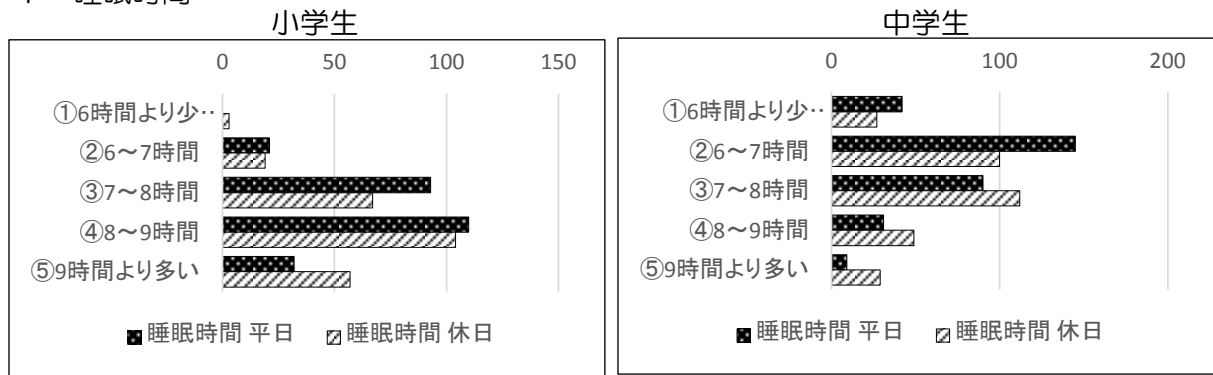 睡眠時間
小学生
0 50 100 150
①6時間より少‥
②6～7時間
③7～8時間
④8～9時間
⑤9時間より多い
睡眠時間 平日 睡眠時間 休日
中学生
0 100 200
①6時間より少‥
②6～7時間
③7～8時間
④8～9時間
⑤9時間より多い
睡眠時間 平日 睡眠時間 休日